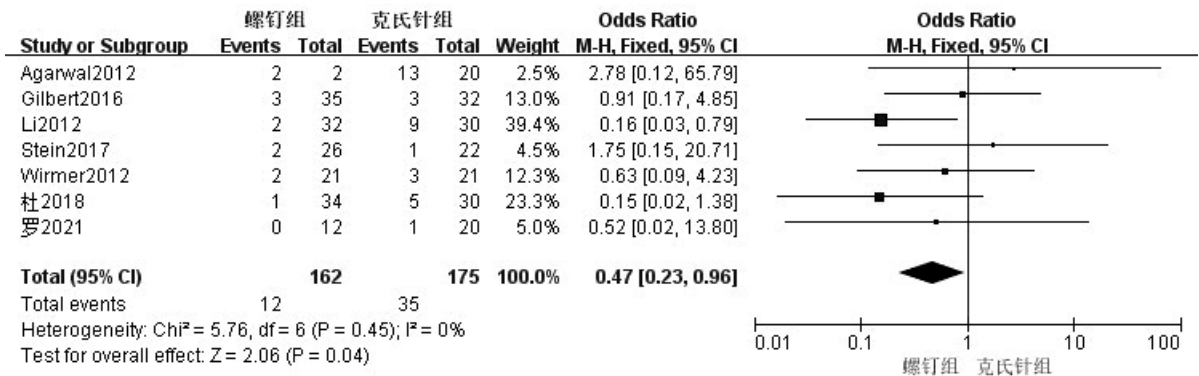 螺钉组 克氏针组 Odds Ratio Odds Ratio
Study or Subgroup Events Total Events Total Weight M-H, Fixed, 95% CI M-H, Fixed, 95% CI
Agarwal2012 2 2 13 20 2.5% 2.78 [0.12, 65.79]
Gilbert2016 3 35 3 32 13.0% 0.91 [0.17, 4.85]
Li2012 2 32 9 30 39.4% 0.16 [0.03, 0.79]
Stein2017 2 26 1 22 4.5% 1.75 [0.15, 20.71]
Wirmer2012 2 21 3 21 12.3% 0.63 [0.09, 4.23]
杜2018 1 34 5 30 23.3% 0.15 [0.02, 1.38]
罗2021 0 12 1 20 5.0% 0.52 [0.02, 13.80]
Total (95% CI) 162 175 100.0% 0.47 [0.23, 0.96]
Total events 12 35
Heterogeneity: Chi² = 5.76, df = 6 (P = 0.45); I² = 0%
Test for overall effect: Z = 2.06 (P = 0.04)
0.01 0.1 1 10 100
螺钉组 克氏针组